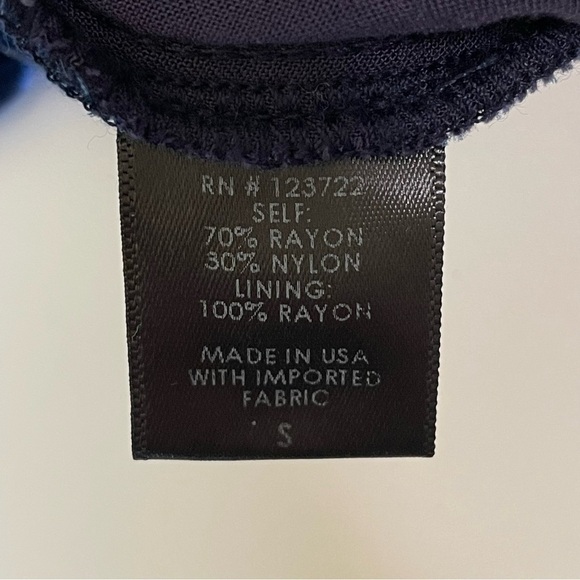 RN # 123722
SELF:
70% RAYON
30% NYLON
LINING:
100% RAYON
MADE IN USA
WITH IMPORTED
FABRIC
S